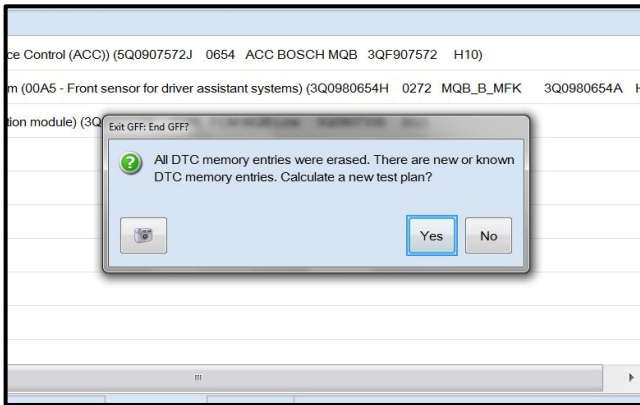 ce Control (ACC)) (5Q0907572J 0654 ACC BOSCH MQB 3QF907572 H10)
m (00A5 - Front sensor for driver assistant systems) (3Q0980654H 0272 MQB_B_MFK 3Q0980654A H
tion module) (3Q
Exit GFF: End GFF?
All DTC memory entries were erased. There are new or known
DTC memory entries. Calculate a new test plan?
Yes No